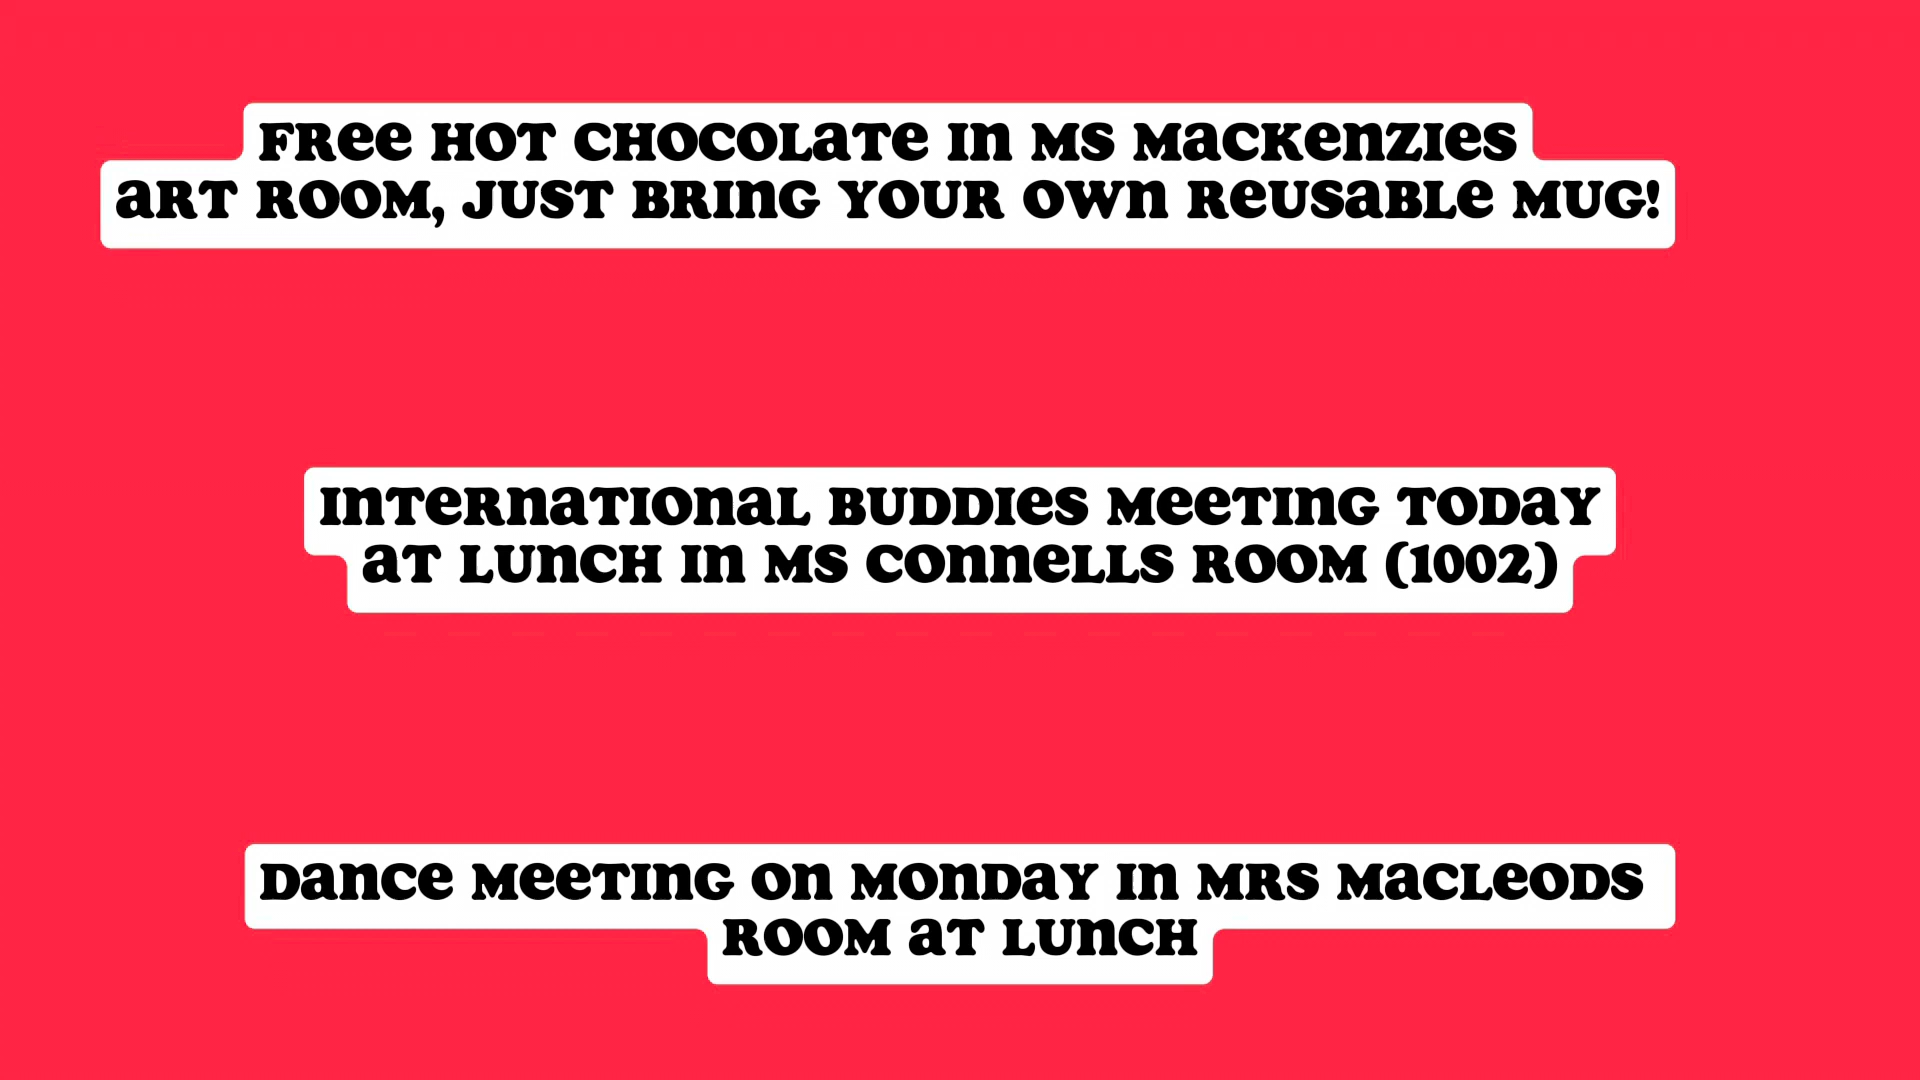 FRee HOT CHOCOLaTe In MS MaCKenZIes
aRT ROOM, JUST BRInG YOUR OWn ReUSaBLe MUG!
InTeRnaTIOnaL BUDDIes MeeTInG TODaY
aT LUnCH In MS COnneLLS ROOM (1002)
DanCe MeeTInG On MOnDaY In MRS MaCLeODS
ROOM aT LUnCH